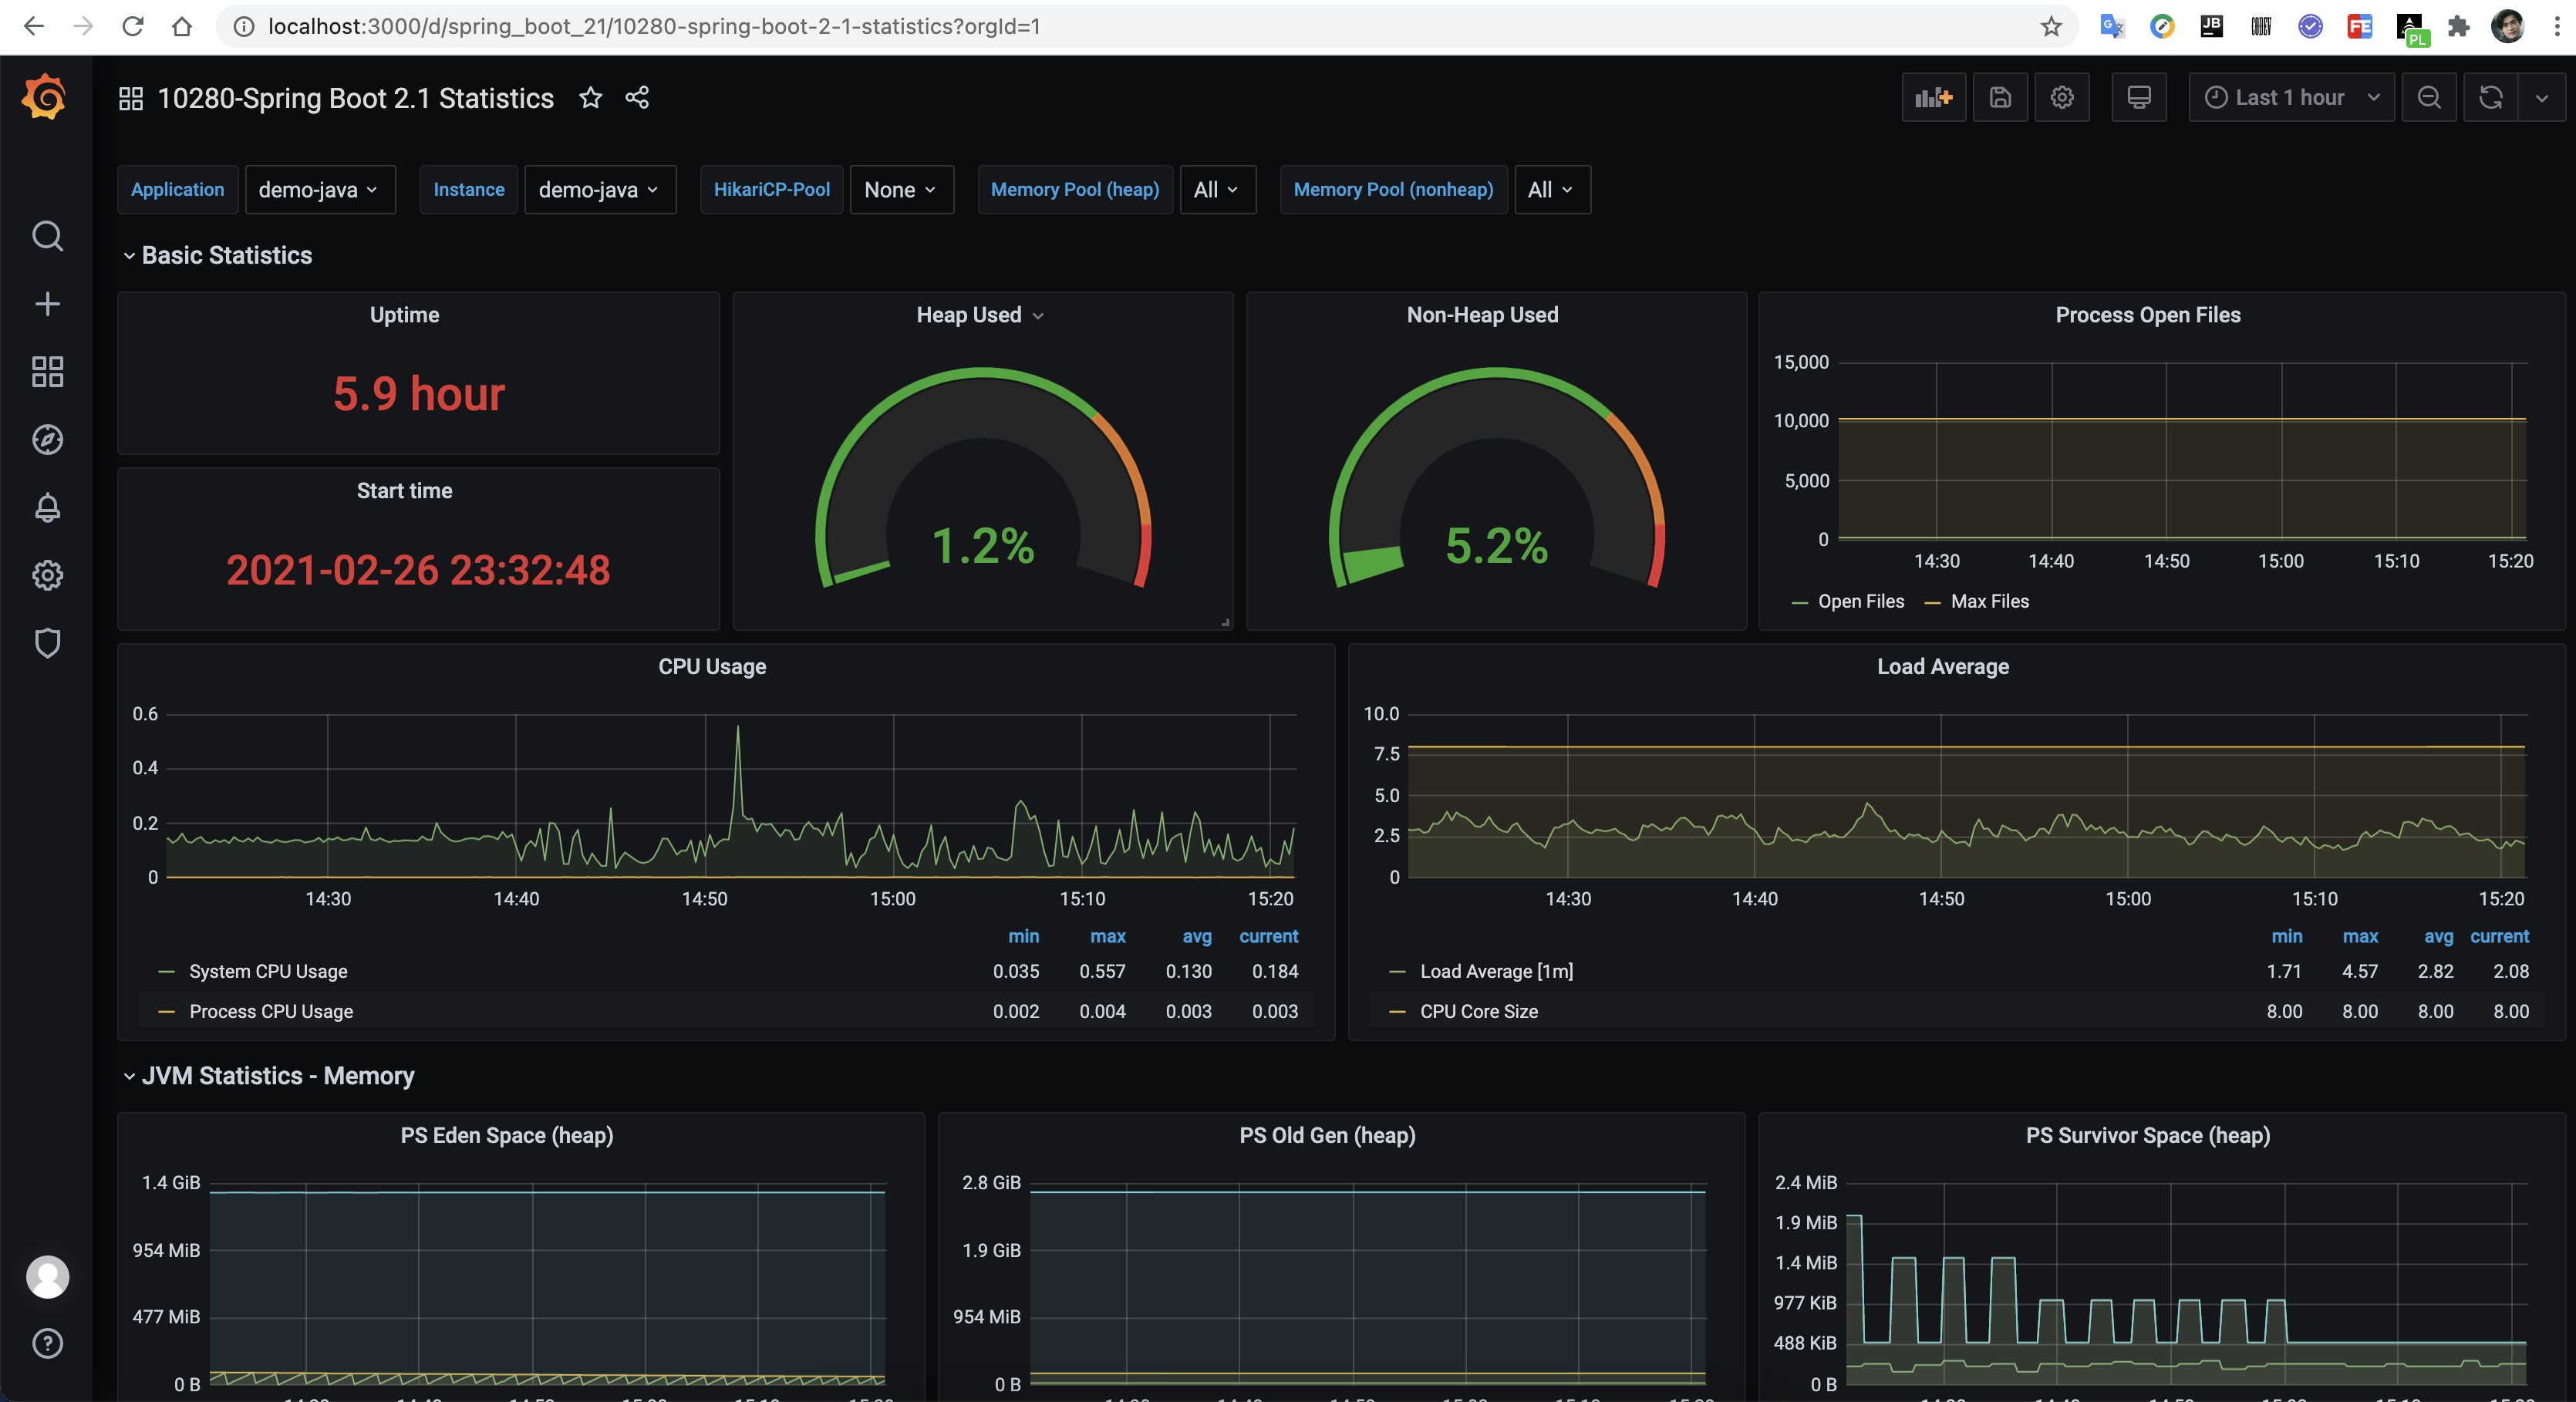 localhost:3000/d/spring_boot_21/10280-spring-boot-2-1-statistics?orgId=1
JB
FE
PL
10280-Spring Boot 2.1 Statistics
Last 1 hour
Application demo-java Instance demo-java HikariCP-Pool None Memory Pool (heap) All Memory Pool (nonheap) All
Basic Statistics
Uptime
5.9 hour
Start time
2021-02-26 23:32:48
Heap Used
1.2%
Non-Heap Used
5.2%
Process Open Files
15,000
10,000
5,000
0
14:30 14:40 14:50 15:00 15:10 15:20
Open Files Max Files
CPU Usage
0.6
0.4
0.2
0
14:30 14:40 14:50 15:00 15:10 15:20
min max avg current
System CPU Usage 0.035 0.557 0.130 0.184
Process CPU Usage 0.002 0.004 0.003 0.003
Load Average
10.0
7.5
5.0
2.5
0
14:30 14:40 14:50 15:00 15:10 15:20
min max avg current
Load Average [1m] 1.71 4.57 2.82 2.08
CPU Core Size 8.00 8.00 8.00 8.00
JVM Statistics - Memory
PS Eden Space (heap)
1.4 GiB
954 MiB
477 MiB
0 B
PS Old Gen (heap)
2.8 GiB
1.9 GiB
954 MiB
0 B
PS Survivor Space (heap)
2.4 MiB
1.9 MiB
1.4 MiB
977 KiB
488 KiB
0 B